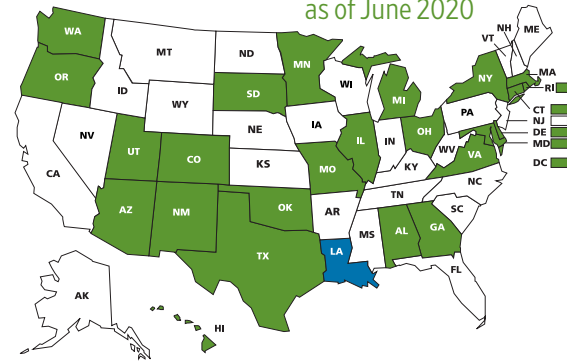 as of June 2020
WA
OR
CA
NV
ID
MT
WY
UT
CO
AZ
NM
ND
SD
NE
KS
OK
TX
MN
IA
MO
AR
LA
WI
IL
MS
MI
IN
KY
TN
AL
OH
WV
VA
NC
SC
GA
FL
PA
NY
VT
NH
ME
MA
RI
CT
NJ
DE
MD
DC
AK
HI